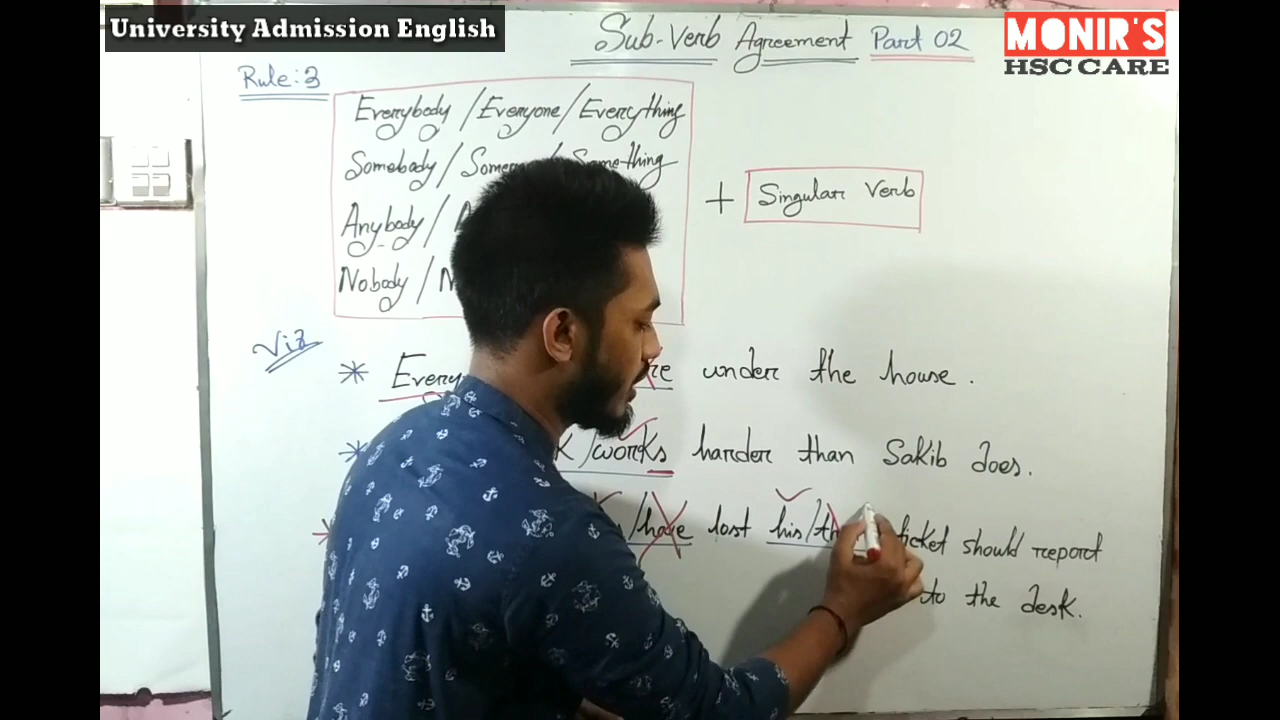 University Admission English
Sub-Verb Agreement Part 02
MONIR'S
HSC CARE
Rule: 3
Everybody / Everyone / Everything
Somebody / Something
Anybody /
Nobody /
+ Singular Verb
Viz
* under the house.
* /works harder than Sakib does.
* /have lost his/ ticket should report
to the desk.